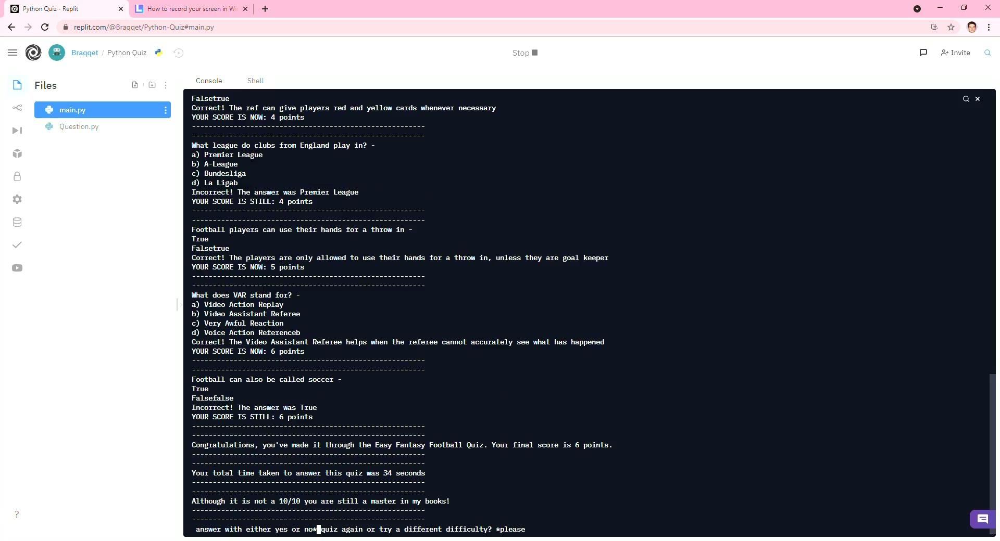 Python Quiz - Replit
How to record your screen in Wi
replit.com/@Braqqet/Python-Quiz#main.py
Braqqet / Python Quiz
Stop
Invite
Files
main.py
Question.py
?
Console
Shell
Falsetrue
Correct! The ref can give players red and yellow cards whenever necessary
YOUR SCORE IS NOW: 4 points
--------------------------------------------------------
--------------------------------------------------------
What league do clubs from England play in? -
a) Premier League
b) A-League
c) Bundesliga
d) La Ligab
Incorrect! The answer was Premier League
YOUR SCORE IS STILL: 4 points
--------------------------------------------------------
--------------------------------------------------------
Football players can use their hands for a throw in -
True
Falsetrue
Correct! The players are only allowed to use their hands for a throw in, unless they are goal keeper
YOUR SCORE IS NOW: 5 points
--------------------------------------------------------
--------------------------------------------------------
What does VAR stand for? -
a) Video Action Replay
b) Video Assistant Referee
c) Very Awful Reaction
d) Voice Action Referenceb
Correct! The Video Assistant Referee helps when the referee cannot accurately see what has happened
YOUR SCORE IS NOW: 6 points
--------------------------------------------------------
--------------------------------------------------------
Football can also be called soccer -
True
Falsefalse
Incorrect! The answer was True
YOUR SCORE IS STILL: 6 points
--------------------------------------------------------
--------------------------------------------------------
Congratulations, you've made it through the Easy Fantasy Football Quiz. Your final score is 6 points.
--------------------------------------------------------
--------------------------------------------------------
Your total time taken to answer this quiz was 34 seconds
--------------------------------------------------------
--------------------------------------------------------
Although it is not a 10/10 you are still a master in my books!
--------------------------------------------------------
--------------------------------------------------------
answer with either yes or no* quiz again or try a different difficulty? *please